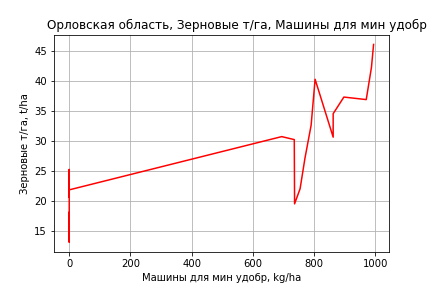 Орловская область, Зерновые т/га, Машины для мин удобр
45
40
35
30
25
20
15
Зерновые т/га, t/ha
0 200 400 600 800 1000
Машины для мин удобр, kg/ha